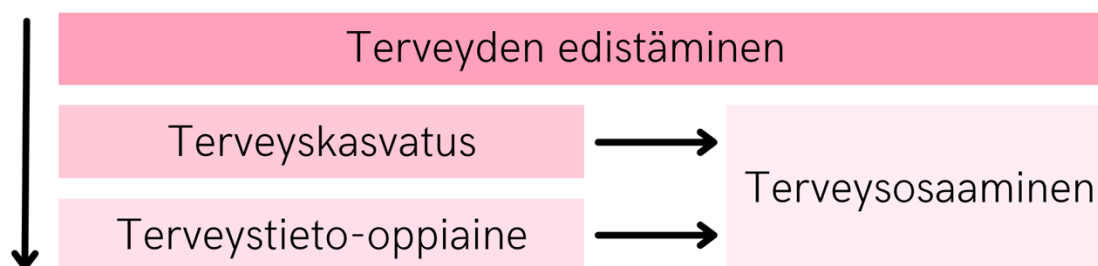 Terveyden edistäminen
Terveyskasvatus
Terveysosaaminen
Terveystieto-oppiaine